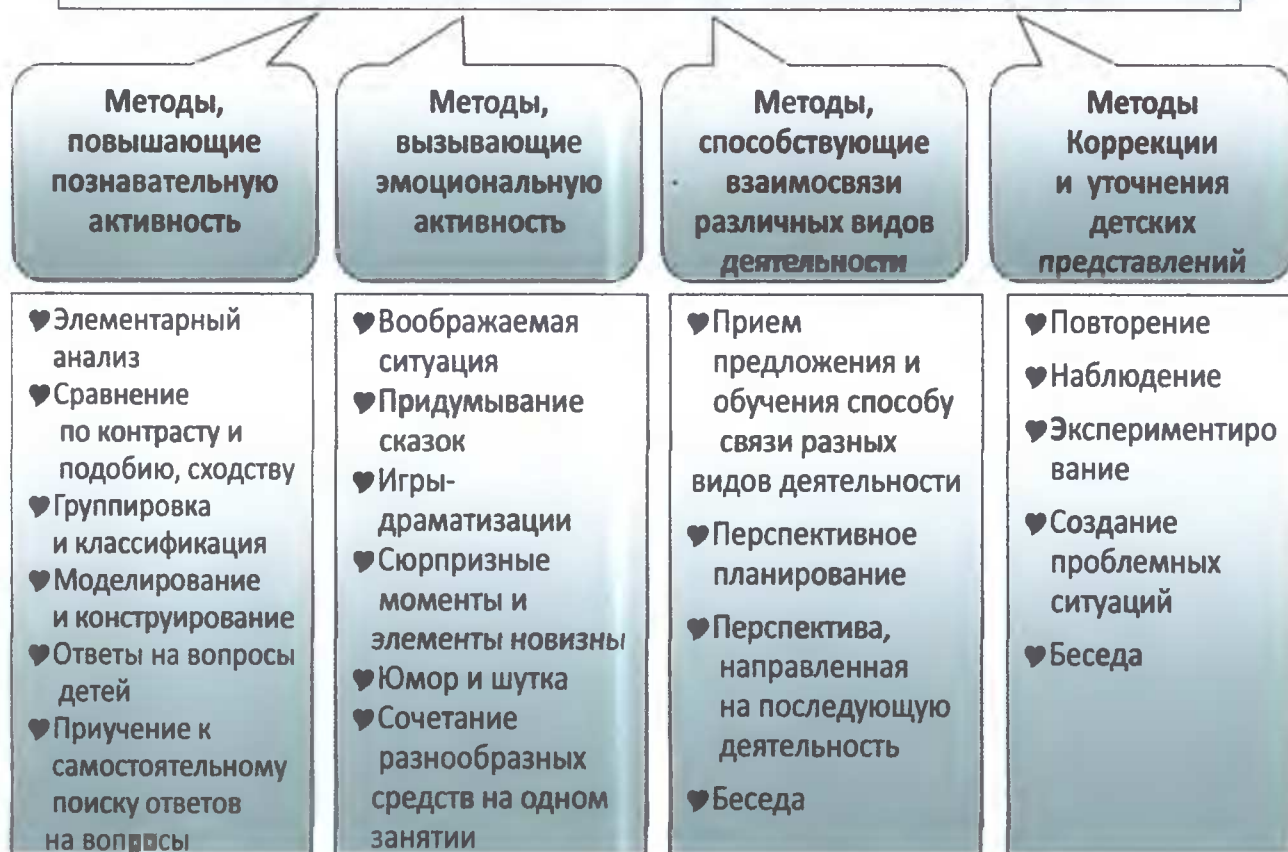 Методы,
повышающие
познавательную
активность
Методы,
вызывающие
эмоциональную
активность
Методы,
способствующие
взаимосвязи
различных видов
деятельности
Методы
Коррекции
и уточнения
детских
представлений
Элементарный
анализ
Сравнение
по контрасту и
подобию, сходству
Группировка
и классификация
Моделирование
и конструирование
Ответы на вопросы
детей
Приучение к
самостоятельному
поиску ответов
на вопросы
Воображаемая
ситуация
Придумывание
сказок
Игры-
драматизации
Сюрпризные
моменты и
элементы новизны
Юмор и шутка
Сочетание
разнообразных
средств на одном
занятии
Прием
предложения и
обучения способу
связи разных
видов деятельности
Перспективное
планирование
Перспектива,
направленная
на последующую
деятельность
Беседа
Повторение
Наблюдение
Экспериментиро
вание
Создание
проблемных
ситуаций
Беседа